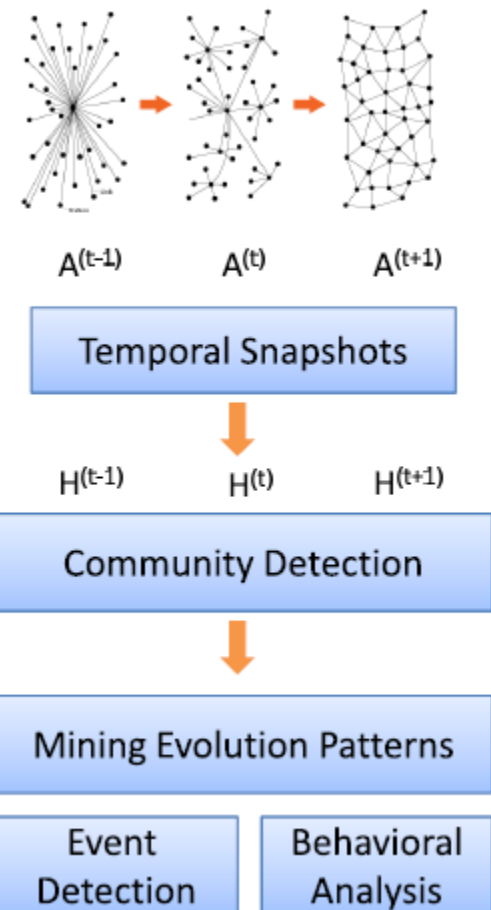 A(t-1) A(t) A(t+1)
Temporal Snapshots
H(t-1) H(t) H(t+1)
Community Detection
Mining Evolution Patterns
Event Behavioral
Detection Analysis